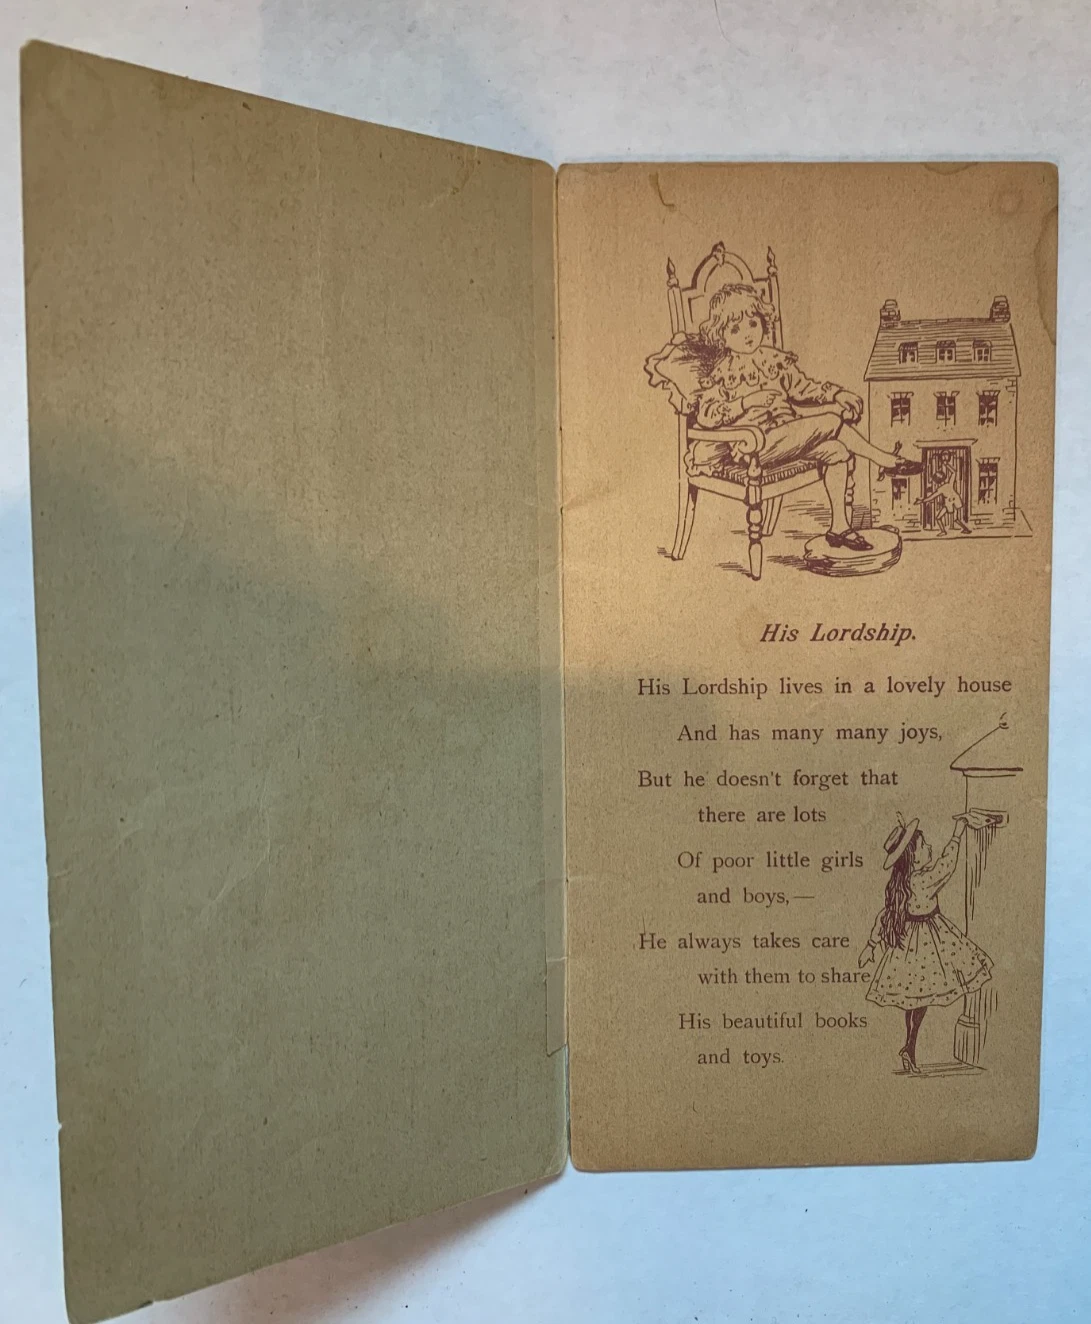 His Lordship.
His Lordship lives in a lovely house
And has many many joys,
But he doesn't forget that
there are lots
Of poor little girls
and boys,—
He always takes care
with them to share
His beautiful books
and toys.